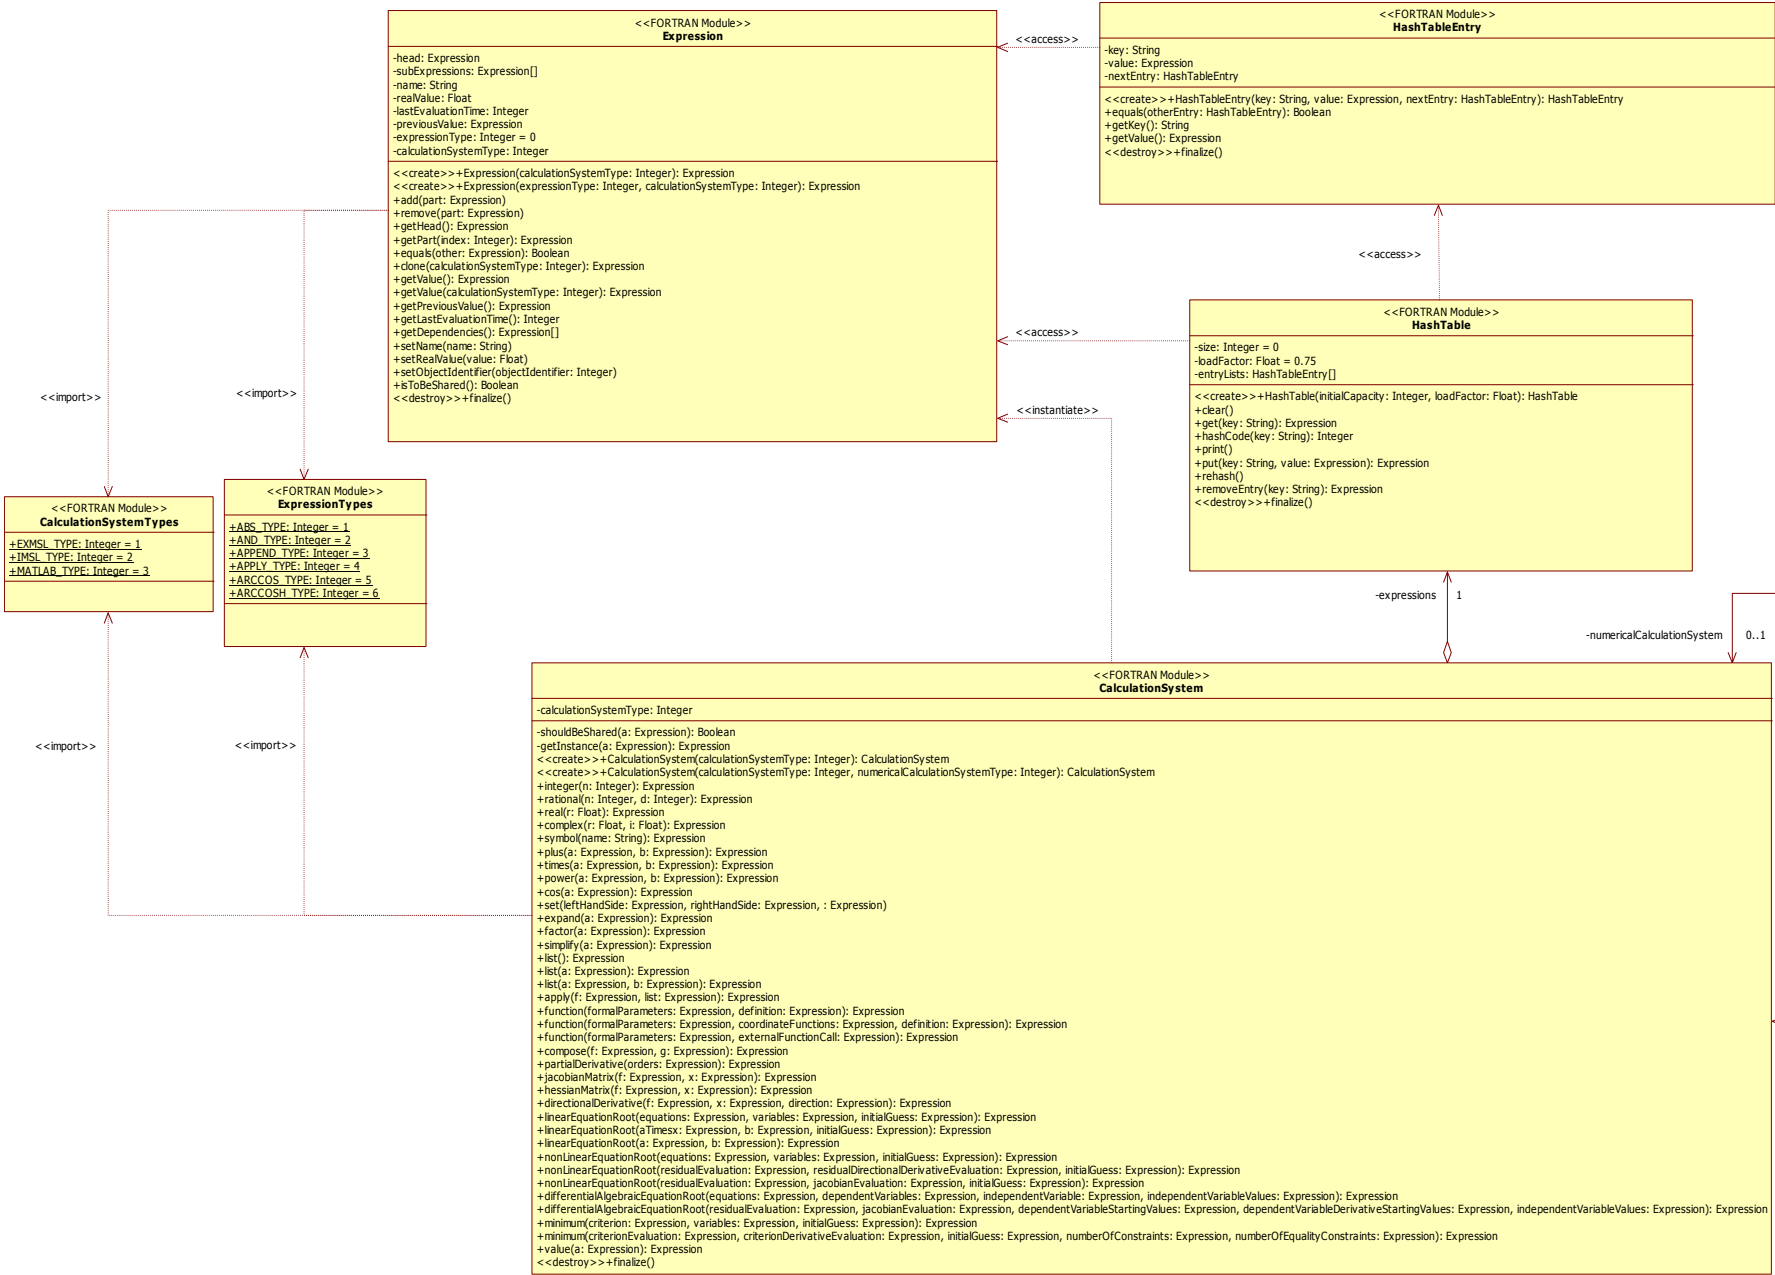 <<FORTRAN Module>>
Expression
-head: Expression
-subExpressions: Expression[]
-name: String
-realValue: Float
-lastEvaluationTime: Integer
-previousValue: Expression
-expressionType: Integer = 0
-calculationSystemType: Integer
<<create>>+Expression(calculationSystemType: Integer): Expression
<<create>>+Expression(expressionType: Integer, calculationSystemType: Integer): Expression
+add(part: Expression)
+remove(part: Expression)
+getHead(): Expression
+getPart(index: Integer): Expression
+equals(other: Expression): Boolean
+clone(calculationSystemType: Integer): Expression
+getValue(): Expression
+getValue(calculationSystemType: Integer): Expression
+getPreviousValue(): Expression
+getLastEvaluationTime(): Integer
+getDependencies(): Expression[]
+setName(name: String)
+setRealValue(value: Float)
+setObjectIdentifier(objectIdentifier: Integer)
+isToBeShared(): Boolean
<<destroy>>+finalize()
<<access>>
<<FORTRAN Module>>
HashTableEntry
-key: String
-value: Expression
-nextEntry: HashTableEntry
<<create>>+HashTableEntry(key: String, value: Expression, nextEntry: HashTableEntry): HashTableEntry
+equals(otherEntry: HashTableEntry): Boolean
+getKey(): String
+getValue(): Expression
<<destroy>>+finalize()
<<access>>
<<access>>
<<FORTRAN Module>>
HashTable
-size: Integer = 0
-loadFactor: Float = 0.75
-entryLists: HashTableEntry[]
<<create>>+HashTable(initialCapacity: Integer, loadFactor: Float): HashTable
+clear()
+get(key: String): Expression
+hashCode(key: String): Integer
+print()
+put(key: String, value: Expression): Expression
+rehash()
+removeEntry(key: String): Expression
<<destroy>>+finalize()
<<import>>
<<import>>
<<instantiate>>
<<FORTRAN Module>>
CalculationSystemTypes
+EXMSL_TYPE: Integer = 1
+IMSL_TYPE: Integer = 2
+MATLAB_TYPE: Integer = 3
<<FORTRAN Module>>
ExpressionTypes
+ABS_TYPE: Integer = 1
+AND_TYPE: Integer = 2
+APPEND_TYPE: Integer = 3
+APPLY_TYPE: Integer = 4
+ARCCOS_TYPE: Integer = 5
+ARCCOSH_TYPE: Integer = 6
-expressions 1
-numericalCalculationSystem 0..1
<<import>>
<<import>>
<<FORTRAN Module>>
CalculationSystem
-calculationSystemType: Integer
-shouldBeShared(a: Expression): Boolean
-getInstance(a: Expression): Expression
<<create>>+CalculationSystem(calculationSystemType: Integer): CalculationSystem
<<create>>+CalculationSystem(calculationSystemType: Integer, numericalCalculationSystemType: Integer): CalculationSystem
+integer(n: Integer): Expression
+rational(n: Integer, d: Integer): Expression
+real(r: Float): Expression
+complex(r: Float, i: Float): Expression
+symbol(name: String): Expression
+plus(a: Expression, b: Expression): Expression
+times(a: Expression, b: Expression): Expression
+power(a: Expression, b: Expression): Expression
+cos(a: Expression): Expression
+set(leftHandSide: Expression, rightHandSide: Expression, : Expression)
+expand(a: Expression): Expression
+factor(a: Expression): Expression
+simplify(a: Expression): Expression
+list(): Expression
+list(a: Expression): Expression
+list(a: Expression, b: Expression): Expression
+apply(f: Expression, list: Expression): Expression
+function(formalParameters: Expression, definition: Expression): Expression
+function(formalParameters: Expression, coordinateFunctions: Expression, definition: Expression): Expression
+function(formalParameters: Expression, externalFunctionCall: Expression): Expression
+compose(f: Expression, g: Expression): Expression
+partialDerivative(orders: Expression): Expression
+jacobianMatrix(f: Expression, x: Expression): Expression
+hessianMatrix(f: Expression, x: Expression): Expression
+directionalDerivative(f: Expression, x: Expression, direction: Expression): Expression
+linearEquationRoot(equations: Expression, variables: Expression, initialGuess: Expression): Expression
+linearEquationRoot(aTimesx: Expression, b: Expression, initialGuess: Expression): Expression
+linearEquationRoot(a: Expression, b: Expression): Expression
+nonLinearEquationRoot(equations: Expression, variables: Expression, initialGuess: Expression): Expression
+nonLinearEquationRoot(residualEvaluation: Expression, residualDirectionalDerivativeEvaluation: Expression, initialGuess: Expression): Expression
+nonLinearEquationRoot(residualEvaluation: Expression, jacobianEvaluation: Expression, initialGuess: Expression): Expression
+differentialAlgebraicEquationRoot(equations: Expression, dependentVariables: Expression, independentVariable: Expression, independentVariableValues: Expression): Expression
+differentialAlgebraicEquationRoot(residualEvaluation: Expression, jacobianEvaluation: Expression, dependentVariableStartingValues: Expression, dependentVariableDerivativeStartingValues: Expression, independentVariableValues: Expression): Expression
+minimum(criterion: Expression, variables: Expression, initialGuess: Expression): Expression
+minimum(criterionEvaluation: Expression, criterionDerivativeEvaluation: Expression, initialGuess: Expression, numberOfConstraints: Expression, numberOfEqualityConstraints: Expression): Expression
+value(a: Expression): Expression
<<destroy>>+finalize()